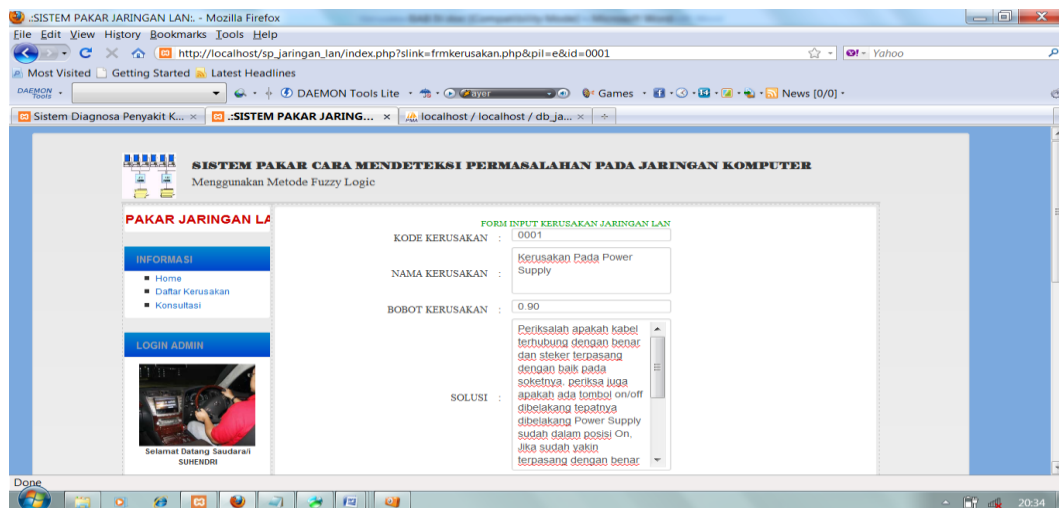 .:SISTEM PAKAR JARINGAN LAN:. - Mozilla Firefox
File Edit View History Bookmarks Tools Help
http://localhost/sp_jaringan_lan/index.php?slink=frmkerusakan.php&pil=e&id=0001
Yahoo
Most Visited Getting Started Latest Headlines
DAEMON Tools
DAEMON Tools Lite
Games
News [0/0]
Sistem Diagnosa Penyakit K...
.:SISTEM PAKAR JARING...
localhost / localhost / db_ja...
SISTEM PAKAR CARA MENDETEKSI PERMASALAHAN PADA JARINGAN KOMPUTER
Menggunakan Metode Fuzzy Logic
PAKAR JARINGAN LA
INFORMASI
Home
Daftar Kerusakan
Konsultasi
LOGIN ADMIN
Selamat Datang Saudara/i
SUHENDRI
FORM INPUT KERUSAKAN JARINGAN LAN
KODE KERUSAKAN : 0001
NAMA KERUSAKAN :
Kerusakan Pada Power
Supply
BOBOT KERUSAKAN : 0.90
SOLUSI :
Periksalah apakah kabel
terhubung dengan benar
dan steker terpasang
dengan baik pada
soketnya. periksa juga
apakah ada tombol on/off
dibelakang tepatnya
dibelakang Power Supply
sudah dalam posisi On,
Jika sudah yakin
terpasang dengan benar
Done
20:34